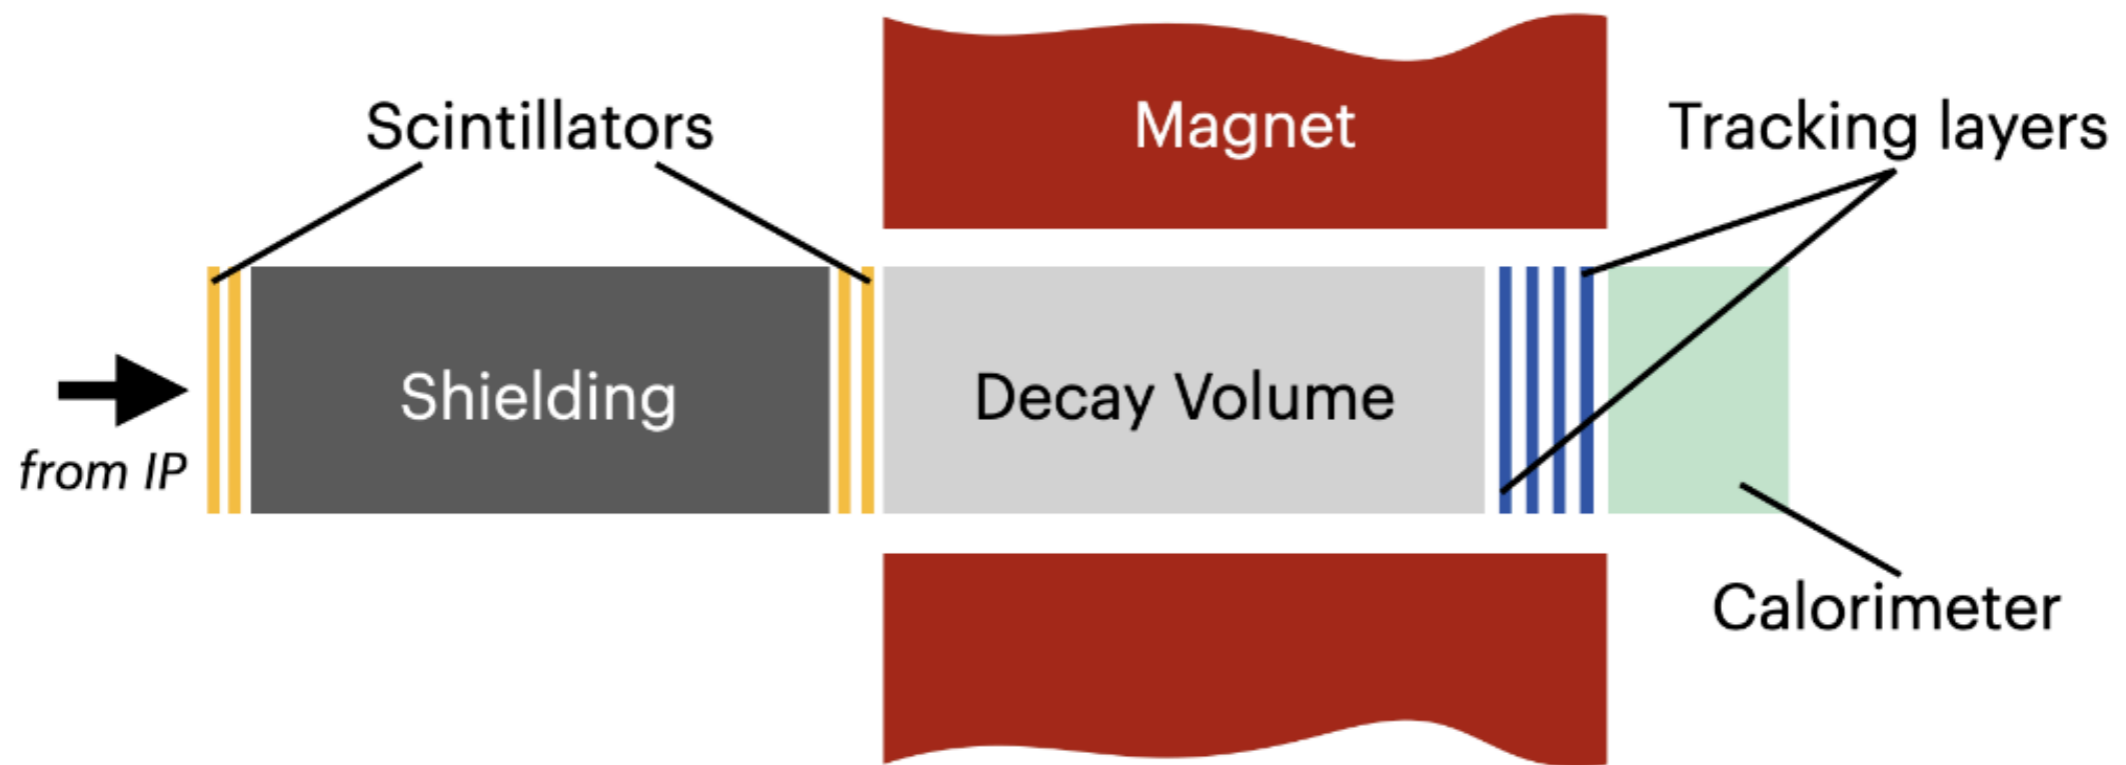 Scintillators
Magnet
Tracking layers
Shielding
Decay Volume
from IP
Calorimeter